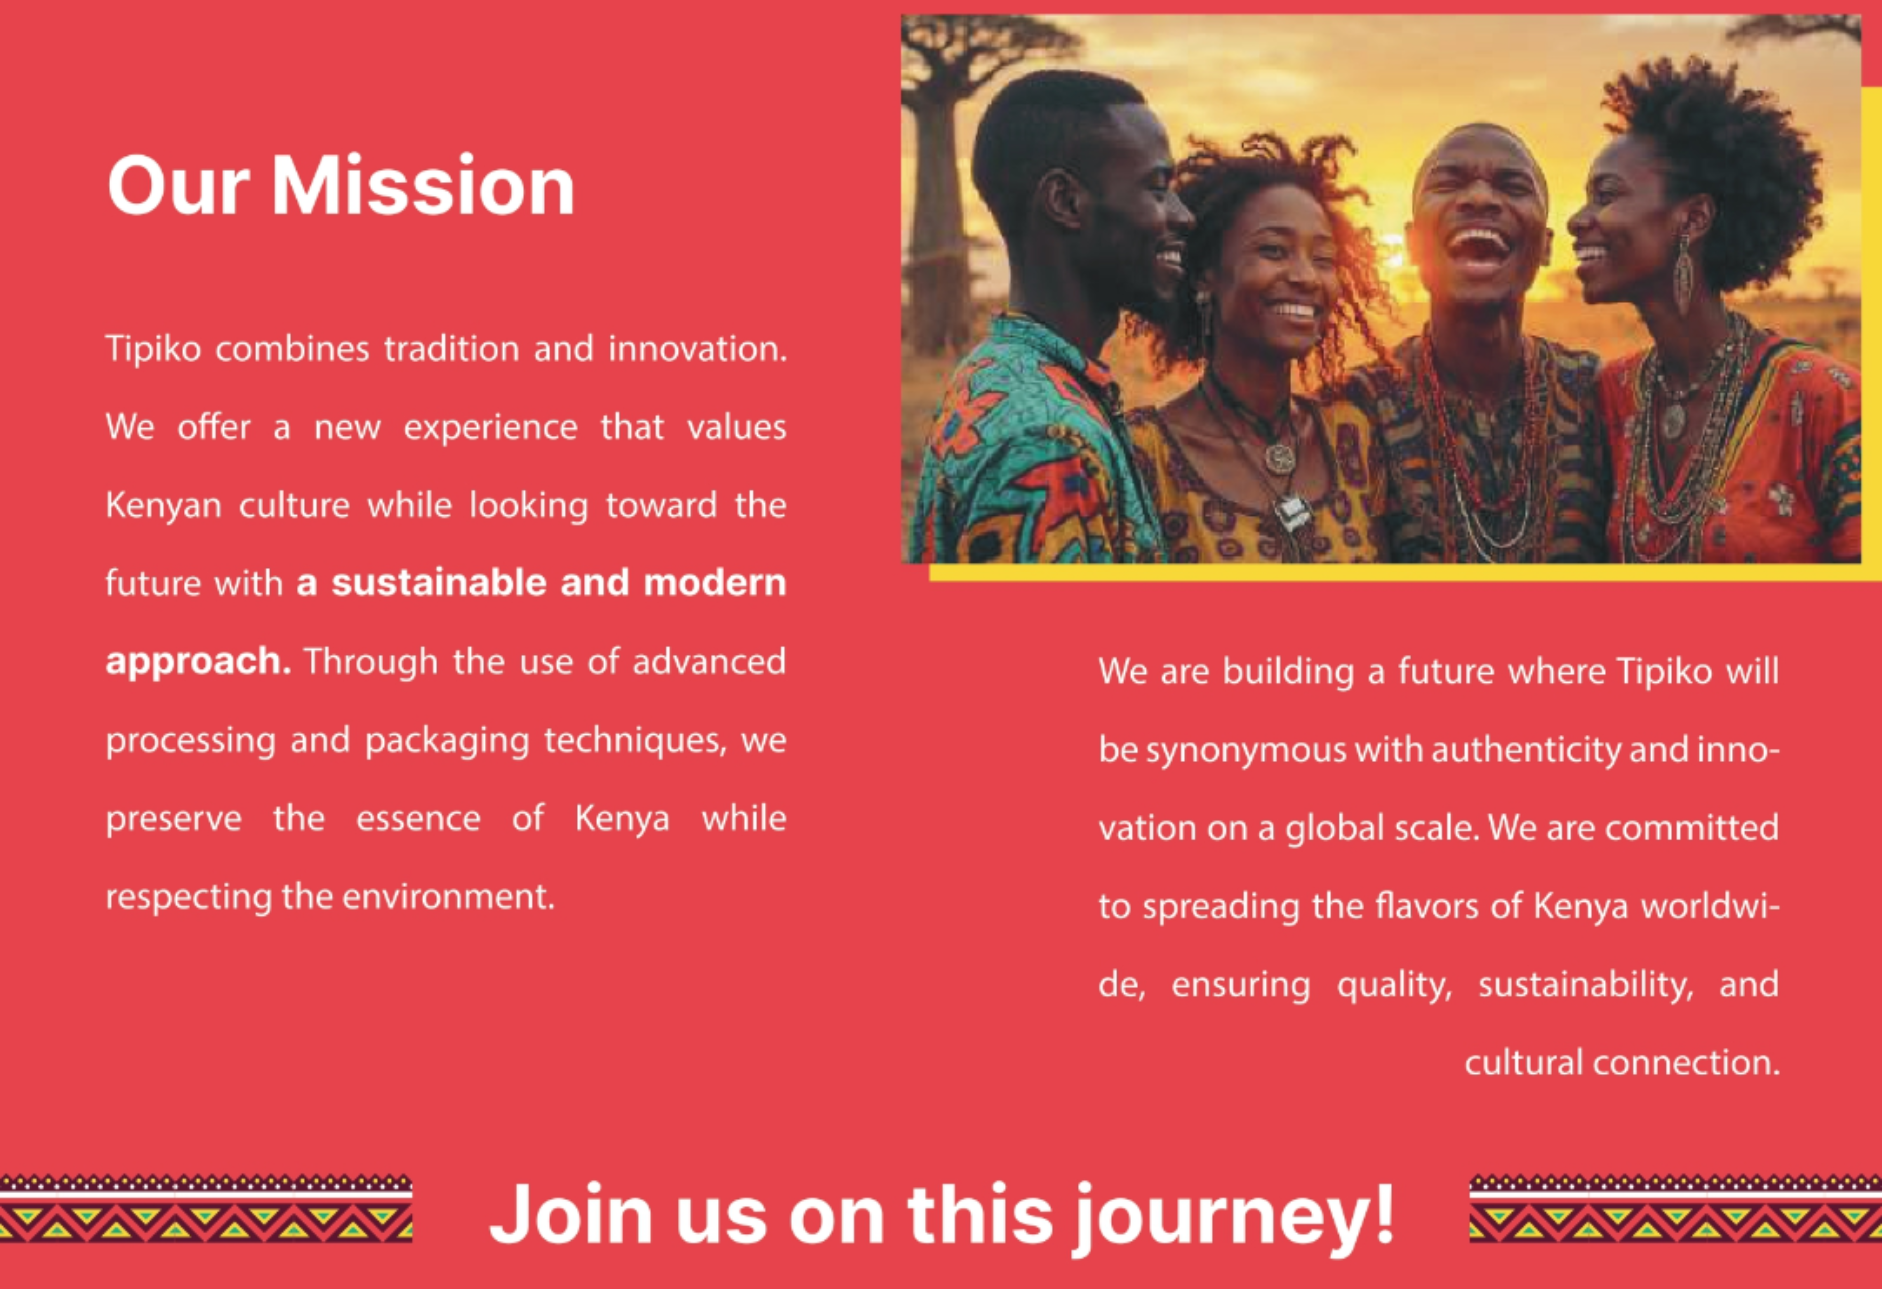 Our Mission
Tipiko combines tradition and innovation.
We offer a new experience that values
Kenyan culture while looking toward the
future with a sustainable and modern
approach. Through the use of advanced
processing and packaging techniques, we
preserve the essence of Kenya while
respecting the environment.
We are building a future where Tipiko will
be synonymous with authenticity and inno-
vation on a global scale. We are committed
to spreading the flavors of Kenya worldwi-
de, ensuring quality, sustainability, and
cultural connection.
Join us on this journey!